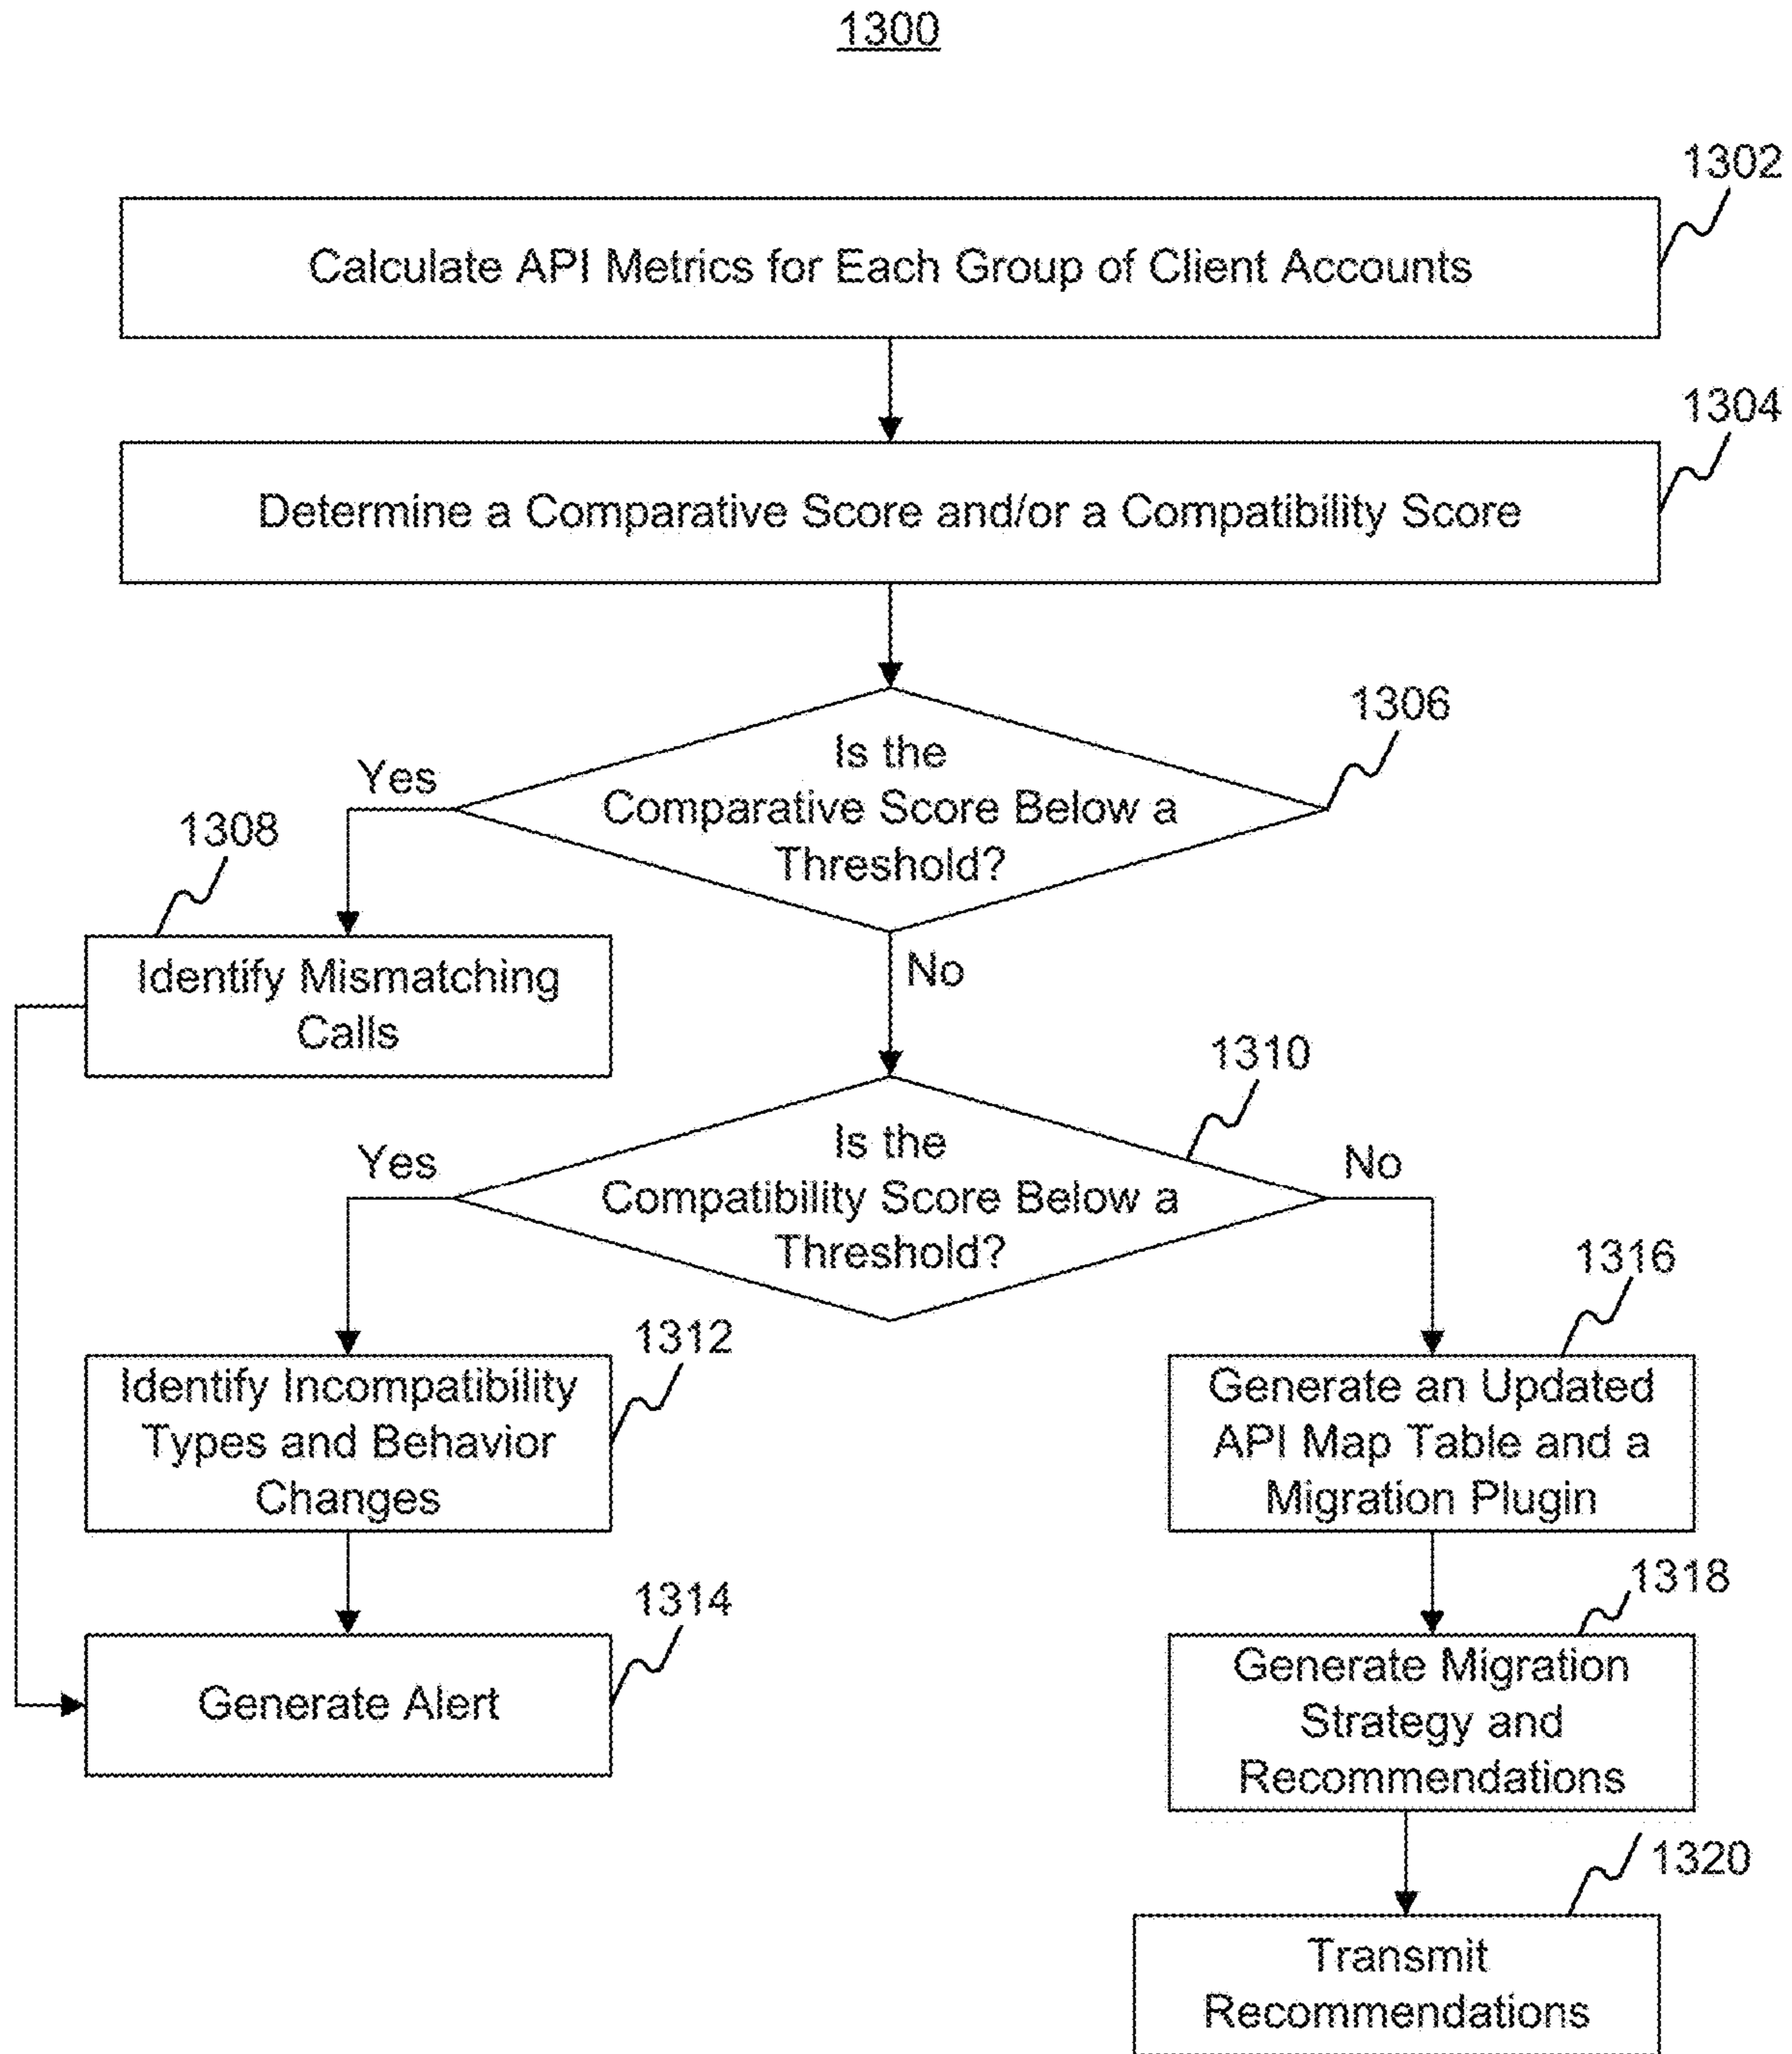 1300
1302
Calculate API Metrics for Each Group of Client Accounts
1304
Determine a Comparative Score and/or a Compatibility Score
1306
Is the
Comparative Score Below a
Threshold?
Yes
No
1308
Identify Mismatching
Calls
1310
Is the
Compatibility Score Below a
Threshold?
Yes
No
1312
Identify Incompatibility
Types and Behavior
Changes
1316
Generate an Updated
API Map Table and a
Migration Plugin
1314
Generate Alert
1318
Generate Migration
Strategy and
Recommendations
1320
Transmit
Recommendations